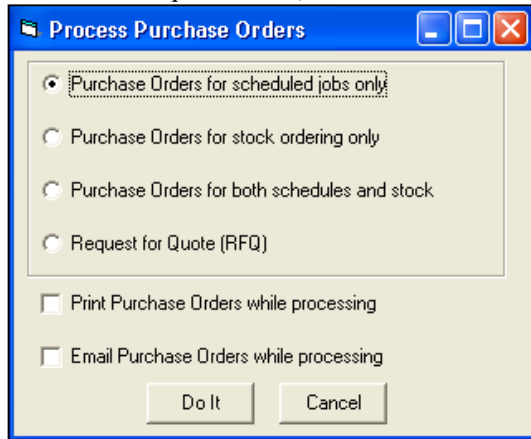 Process Purchase Orders
Purchase Orders for scheduled jobs only
Purchase Orders for stock ordering only
Purchase Orders for both schedules and stock
Request for Quote (RFQ)
Print Purchase Orders while processing
Email Purchase Orders while processing
Do It Cancel